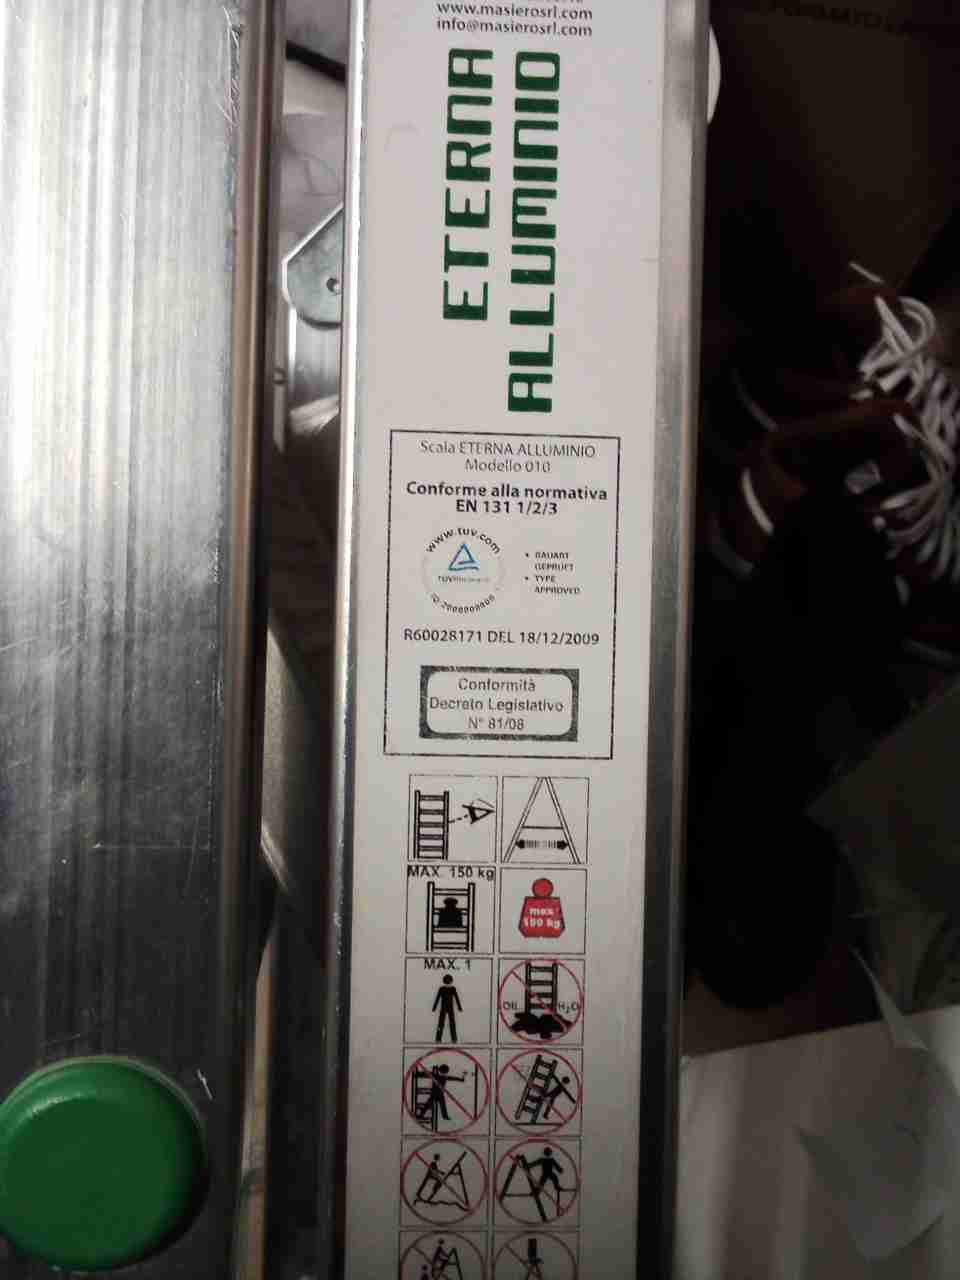 www.masierosrl.com
info@masierosrl.com
ETERNA
ALLUMINIO
Scala ETERNA ALLUMINIO
Modello 010
Conforme alla normativa
EN 131 1/2/3
www.tuv.com
BAUART
GEPRÜFT
TYPE
APPROVED
R60028171 DEL 18/12/2009
Conformità
Decreto Legislativo
N° 81/08
MAX. 150 kg
max
150 kg
MAX. 1
OIL
H₂O